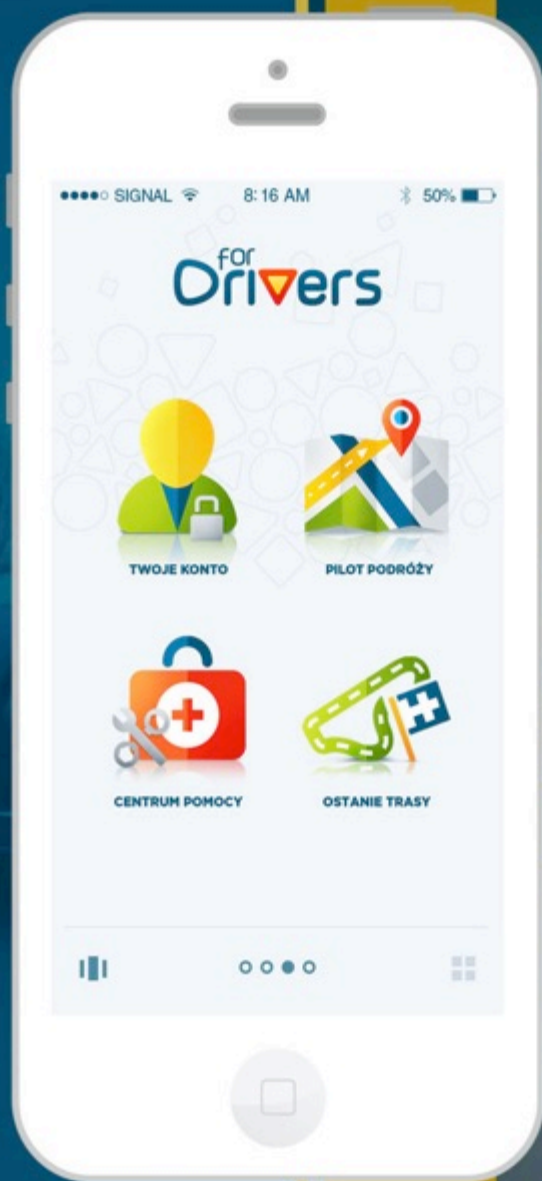 SIGNAL 8:16 AM 50%
for
Drivers
TWOJE KONTO
PILOT PODRÓŻY
CENTRUM POMOCY
OSTANIE TRASY